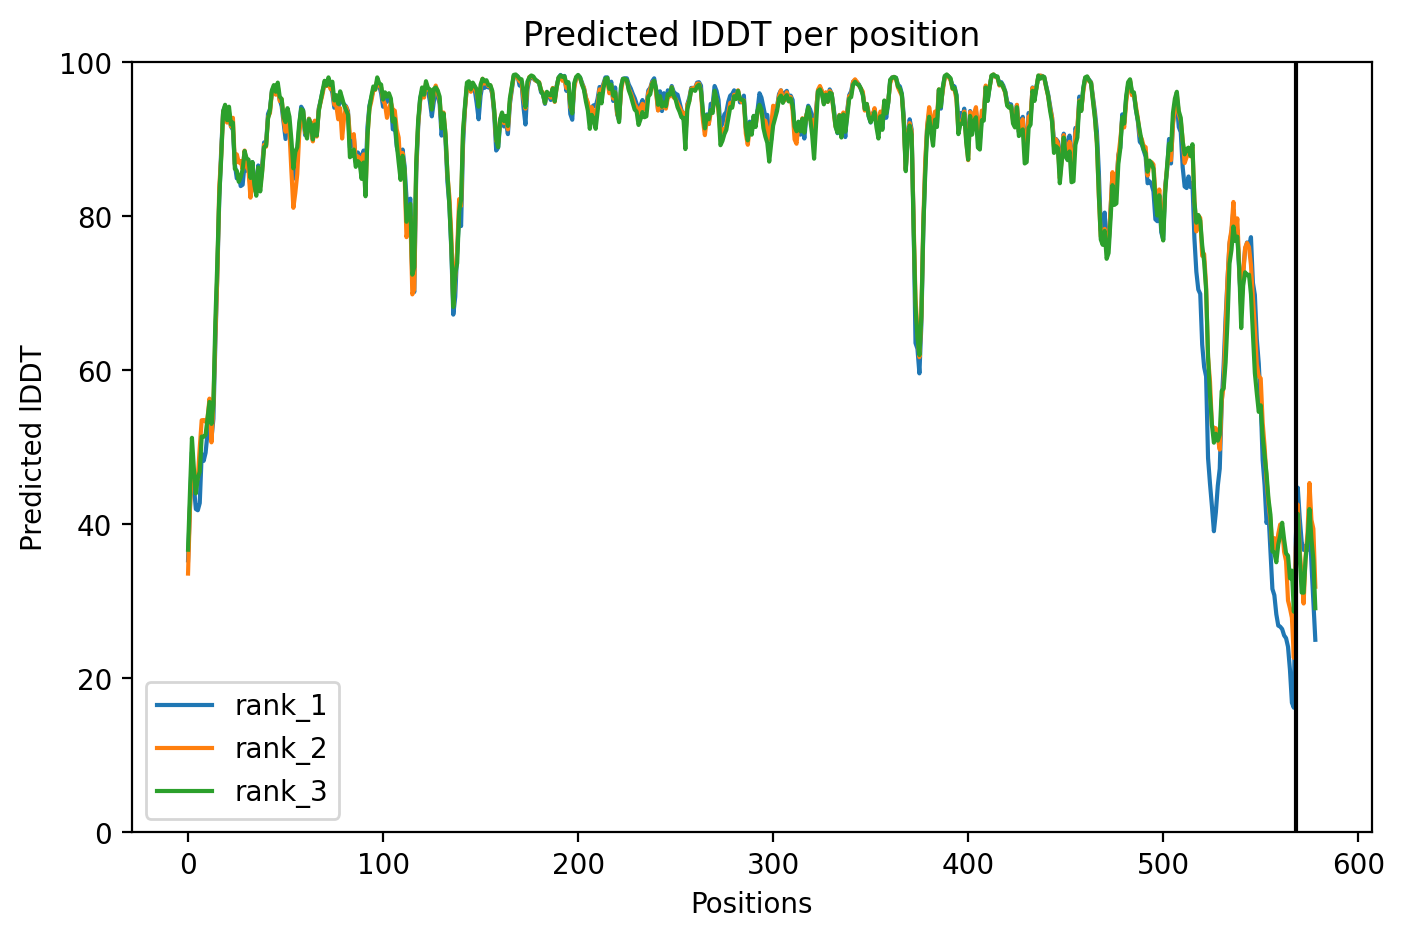 Predicted lDDT per position
100
80
60
40
20
0
Predicted lDDT
rank_1
rank_2
rank_3
0 100 200 300 400 500 600
Positions